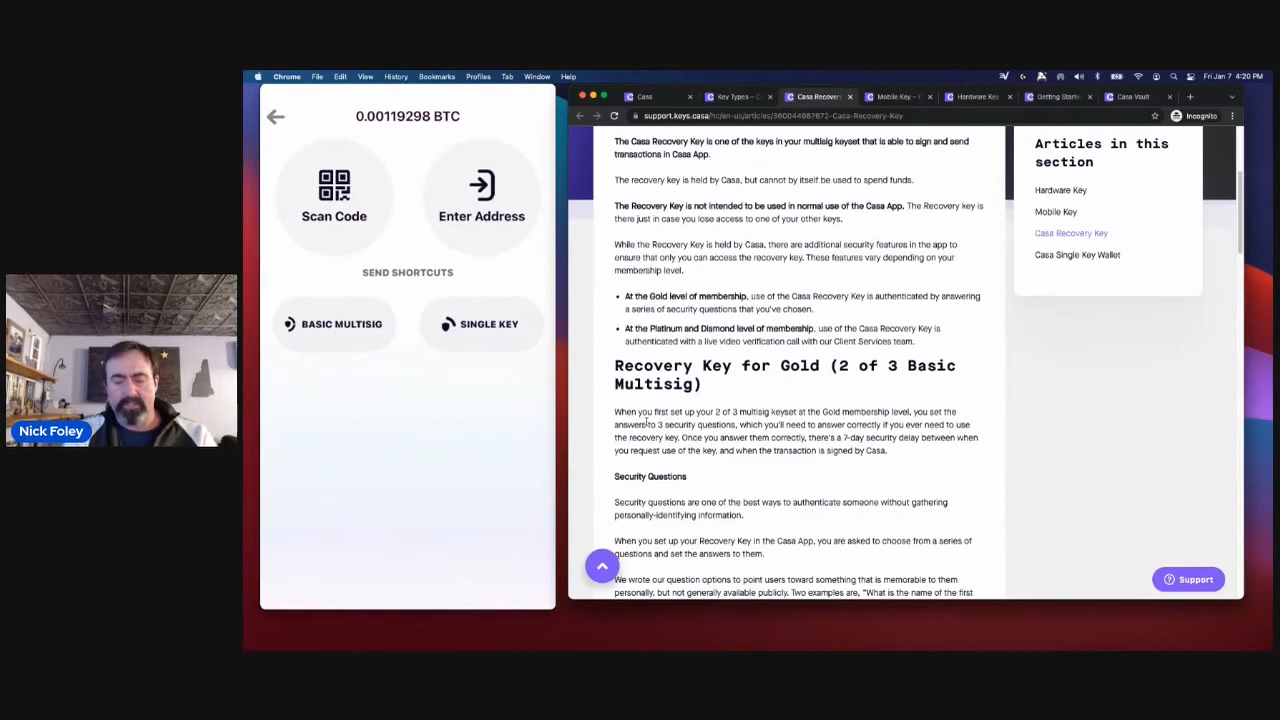 Chrome File Edit View History Bookmarks Profiles Tab Window Help
Fri Jan 7 4:20 PM
0.00119298 BTC
Scan Code
Enter Address
SEND SHORTCUTS
BASIC MULTISIG
SINGLE KEY
Nick Foley
Casa
Key Types – C
Casa Recovery
Mobile Key –
Hardware Key
Getting Starte
Casa Vault
support.keys.casa/hc/en-us/articles/360044987672-Casa-Recovery-Key
Incognito
The Casa Recovery Key is one of the keys in your multisig keyset that is able to sign and send
transactions in Casa App.
The recovery key is held by Casa, but cannot by itself be used to spend funds.
The Recovery Key is not intended to be used in normal use of the Casa App. The Recovery key is
there just in case you lose access to one of your other keys.
While the Recovery Key is held by Casa, there are additional security features in the app to
ensure that only you can access the recovery key. These features vary depending on your
membership level.
At the Gold level of membership, use of the Casa Recovery Key is authenticated by answering
a series of security questions that you've chosen.
At the Platinum and Diamond level of membership, use of the Casa Recovery Key is
authenticated with a live video verification call with our Client Services team.
Recovery Key for Gold (2 of 3 Basic
Multisig)
When you first set up your 2 of 3 multisig keyset at the Gold membership level, you set the
answers to 3 security questions, which you'll need to answer correctly if you ever need to use
the recovery key. Once you answer them correctly, there's a 7-day security delay between when
you request use of the key, and when the transaction is signed by Casa.
Security Questions
Security questions are one of the best ways to authenticate someone without gathering
personally-identifying information.
When you set up your Recovery Key in the Casa App, you are asked to choose from a series of
questions and set the answers to them.
We wrote our question options to point users toward something that is memorable to them
personally, but not generally available publicly. Two examples are, "What is the name of the first
Articles in this
section
Hardware Key
Mobile Key
Casa Recovery Key
Casa Single Key Wallet
Support